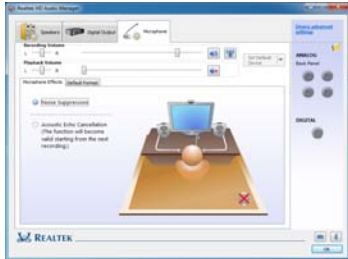 Realtek HD Audio Manager
Speakers
Digital Output
Microphone
Device advanced
settings
Recording Volume
L
R
Set Default
Device
Playback Volume
L
R
ANALOG
Back Panel
Microphone Effects
Default Format
Noise Suppression
Acoustic Echo Cancellation
(The function will become
valid starting from the next
recording.)
DIGITAL
REALTEK
OK